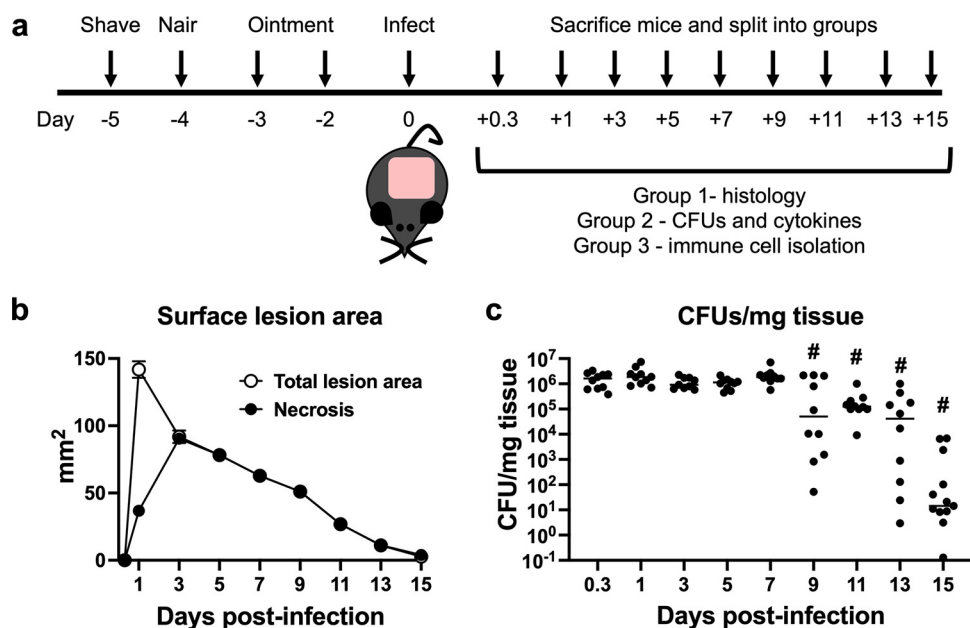 a
Shave Nair Ointment Infect Sacrifice mice and split into groups
Day -5 -4 -3 -2 0 +0.3 +1 +3 +5 +7 +9 +11 +13 +15
Group 1- histology
Group 2 - CFUs and cytokines
Group 3 - immune cell isolation
b
Surface lesion area
150
100
50
0
mm²
Total lesion area
Necrosis
1 3 5 7 9 11 13 15
Days post-infection
c
CFUs/mg tissue
10⁷
10⁶
10⁵
10⁴
10³
10²
10¹
10⁰
10⁻¹
CFU/mg tissue
# # # #
0.3 1 3 5 7 9 11 13 15
Days post-infection